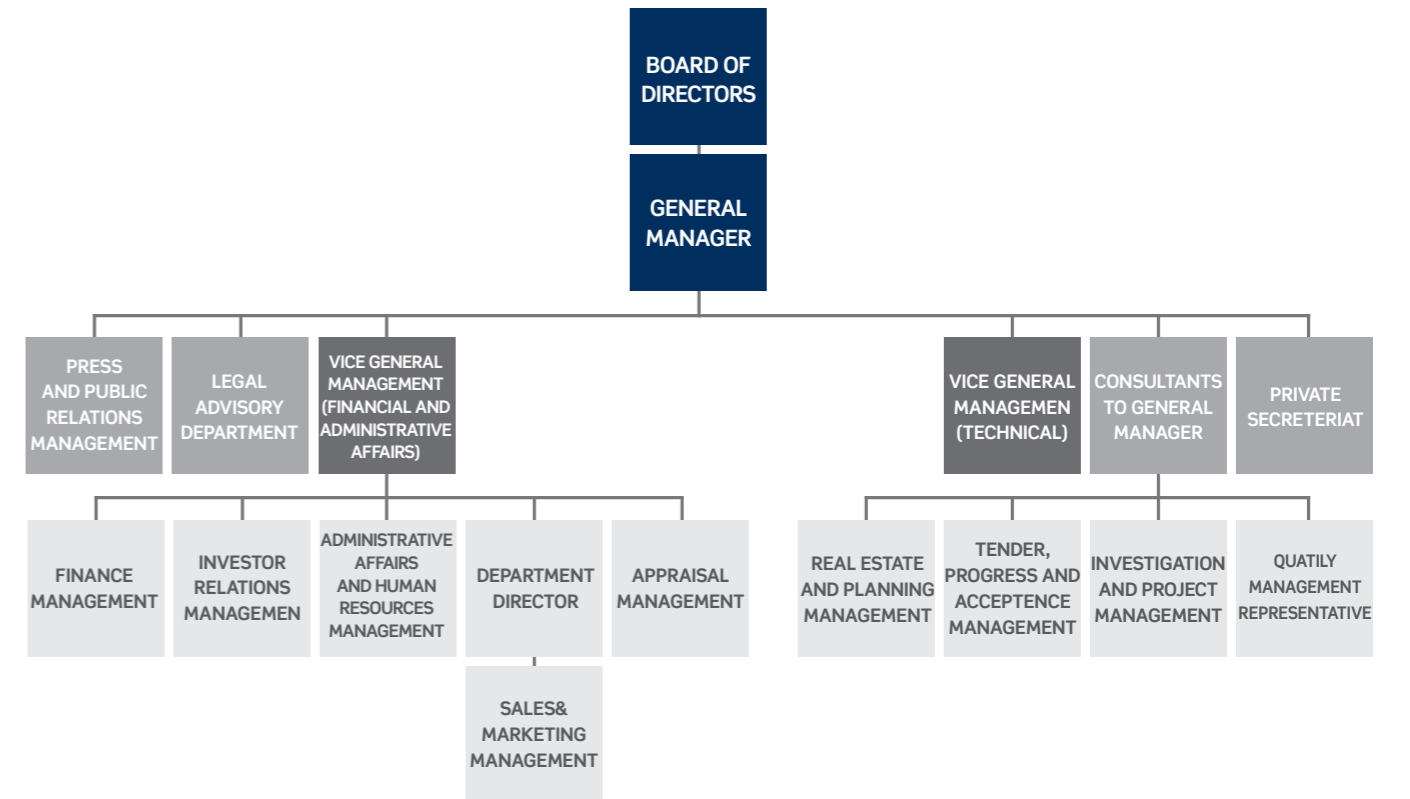 BOARD OF
DIRECTORS
GENERAL
MANAGER
PRESS
AND PUBLIC
RELATIONS
MANAGEMENT
LEGAL
ADVISORY
DEPARTMENT
VICE GENERAL
MANAGEMENT
(FINANCIAL AND
ADMINISTRATIVE
AFFAIRS)
VICE GENERAL
MANAGEMEN
(TECHNICAL)
CONSULTANTS
TO GENERAL
MANAGER
PRIVATE
SECRETERIAT
FINANCE
MANAGEMENT
INVESTOR
RELATIONS
MANAGEMEN
ADMINISTRATIVE
AFFAIRS
AND HUMAN
RESOURCES
MANAGEMENT
DEPARTMENT
DIRECTOR
APPRAISAL
MANAGEMENT
REAL ESTATE
AND PLANNING
MANAGEMENT
TENDER,
PROGRESS AND
ACCEPTENCE
MANAGEMENT
INVESTIGATION
AND PROJECT
MANAGEMENT
QUATILY
MANAGEMENT
REPRESENTATIVE
SALES&
MARKETING
MANAGEMENT